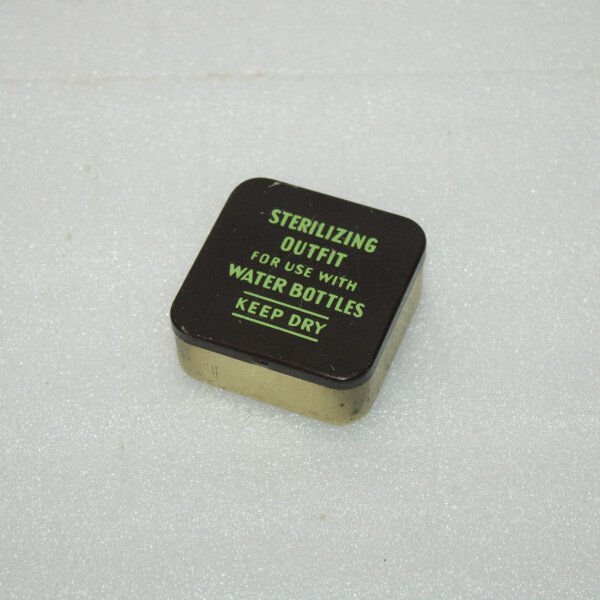 STERILIZING
OUTFIT
FOR USE WITH
WATER BOTTLES
KEEP DRY